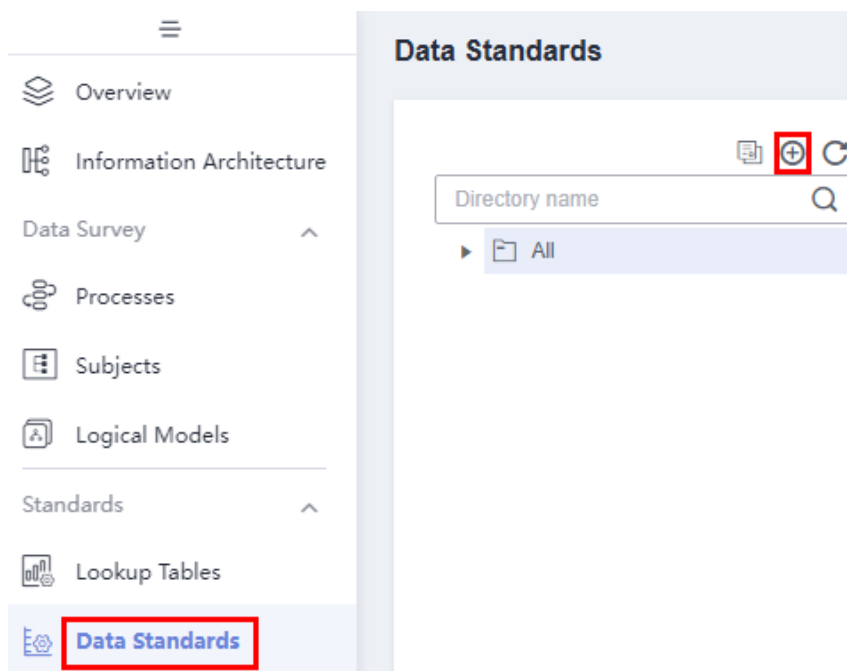 Overview
Information Architecture
Data Survey
Processes
Subjects
Logical Models
Standards
Lookup Tables
Data Standards
Data Standards
Directory name
All